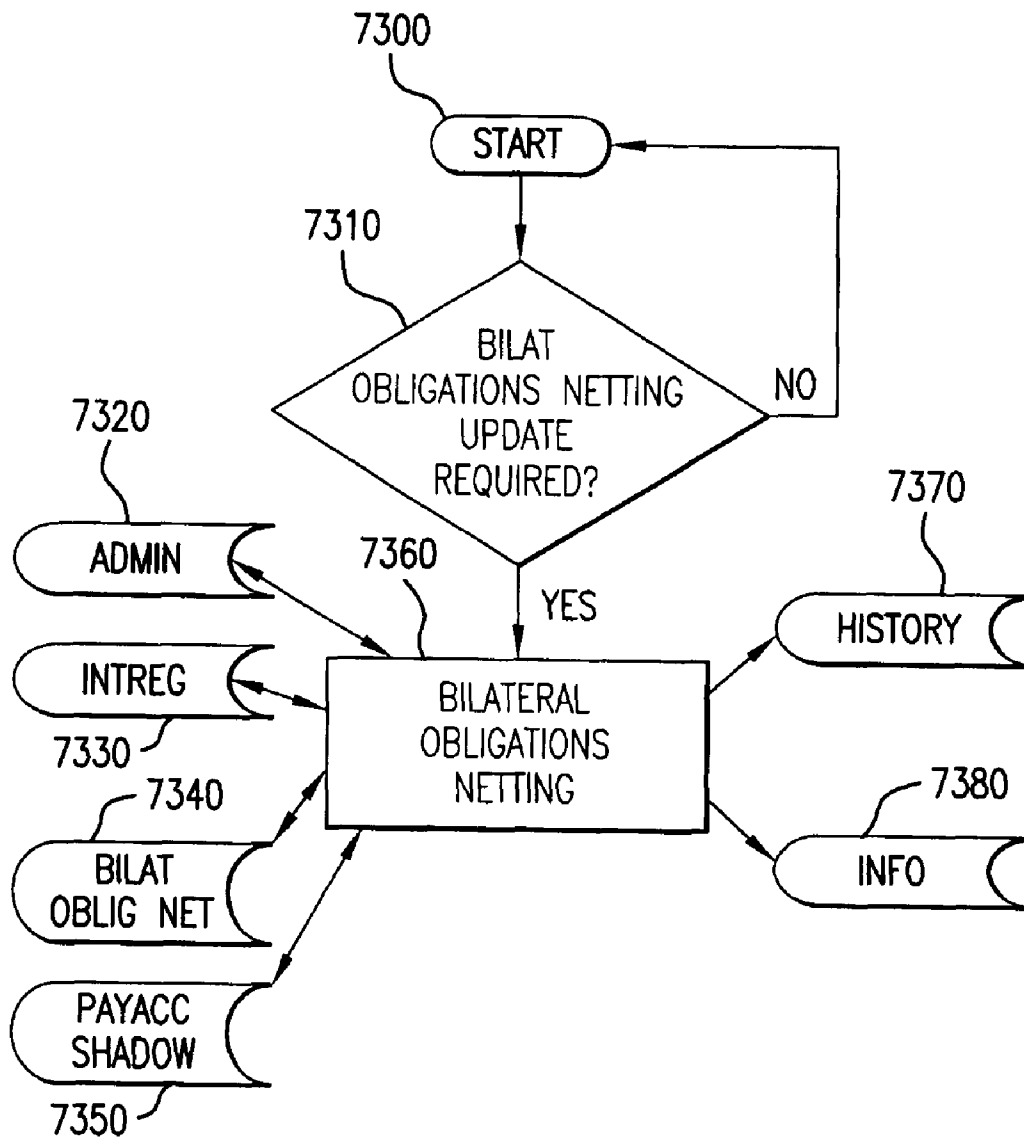 7300
START
7310
BILAT
OBLIGATIONS NETTING
UPDATE
REQUIRED?
NO
7320
ADMIN
7360
YES
7370
HISTORY
INTREG
7330
BILATERAL
OBLIGATIONS
NETTING
7340
BILAT
OBLIG NET
7380
INFO
PAYACC
SHADOW
7350